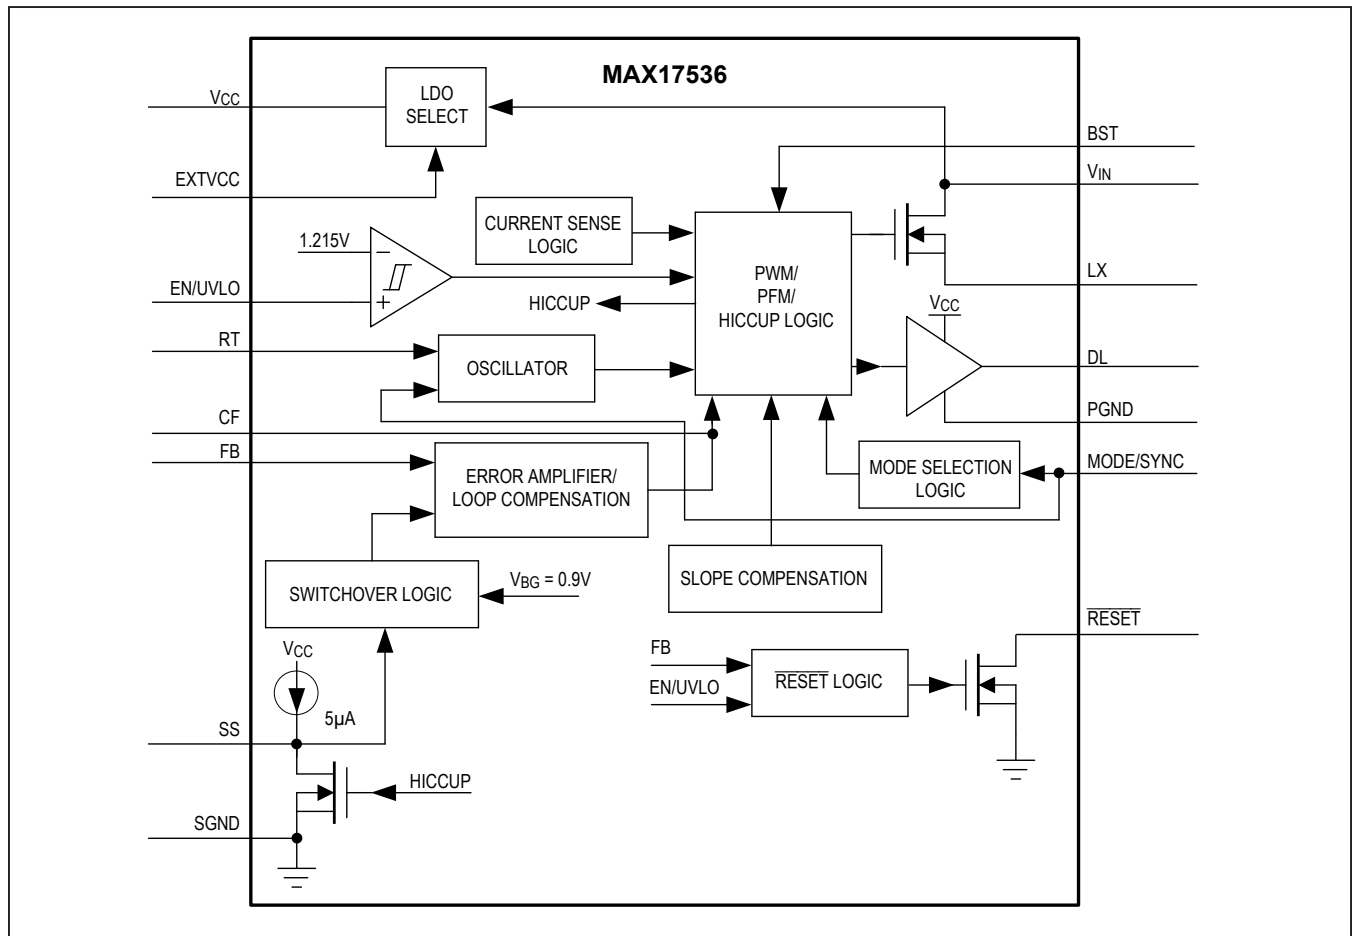 MAX17536
VCC
LDO
SELECT
BST
VIN
EXTVCC
CURRENT SENSE
LOGIC
1.215V
−
+
EN/UVLO
PWM/
PFM/
HICCUP LOGIC
LX
HICCUP
VCC
RT
OSCILLATOR
DL
CF
PGND
FB
ERROR AMPLIFIER/
LOOP COMPENSATION
MODE SELECTION
LOGIC
MODE/SYNC
SWITCHOVER LOGIC
VBG = 0.9V
SLOPE COMPENSATION
RESET
VCC
5µA
FB
EN/UVLO
RESET LOGIC
SS
HICCUP
SGND